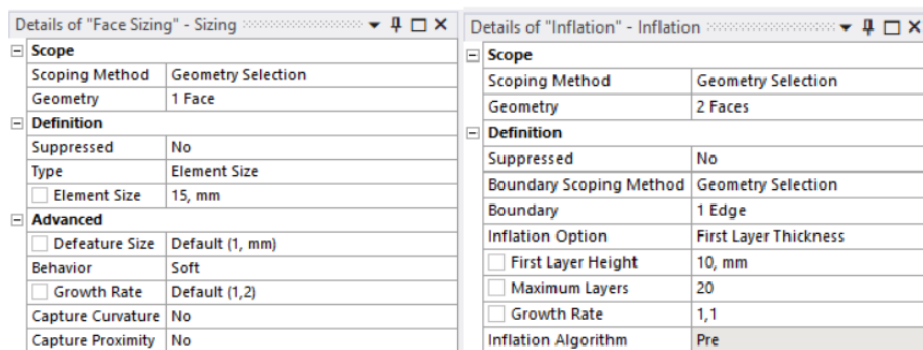 Details of "Face Sizing" - Sizing
Scope
Scoping Method Geometry Selection
Geometry 1 Face
Definition
Suppressed No
Type Element Size
Element Size 15, mm
Advanced
Defeature Size Default (1, mm)
Behavior Soft
Growth Rate Default (1,2)
Capture Curvature No
Capture Proximity No
Details of "Inflation" - Inflation
Scope
Scoping Method Geometry Selection
Geometry 2 Faces
Definition
Suppressed No
Boundary Scoping Method Geometry Selection
Boundary 1 Edge
Inflation Option First Layer Thickness
First Layer Height 10, mm
Maximum Layers 20
Growth Rate 1,1
Inflation Algorithm Pre